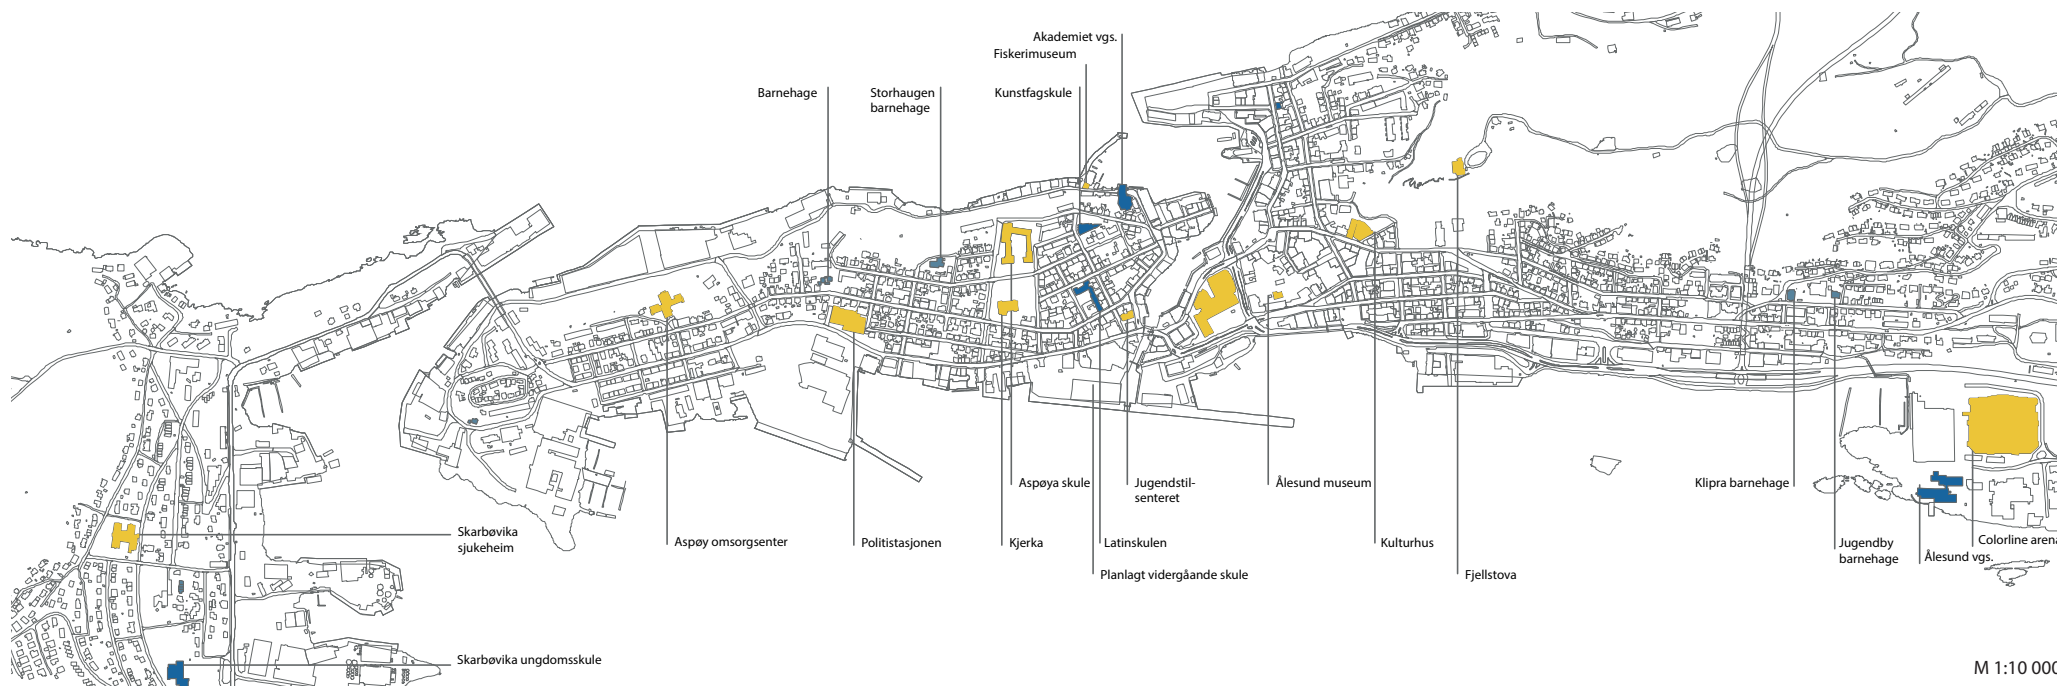 Akademiet vgs.
Fiskerimuseum
Barnehage
Storhaugen
barnehage
Kunstfagskule
Aspøya skule
Jugendstil-
senteret
Ålesund museum
Klipra barnehage
Skarbøvika
sjukeheim
Aspøy omsorgsenter
Politistasjonen
Kjerka
Latinskulen
Kulturhus
Jugendby
barnehage
Ålesund vgs.
Colorline arena
Planlagt vidergåande skule
Fjellstova
Skarbøvika ungdomsskule
M 1:10 000